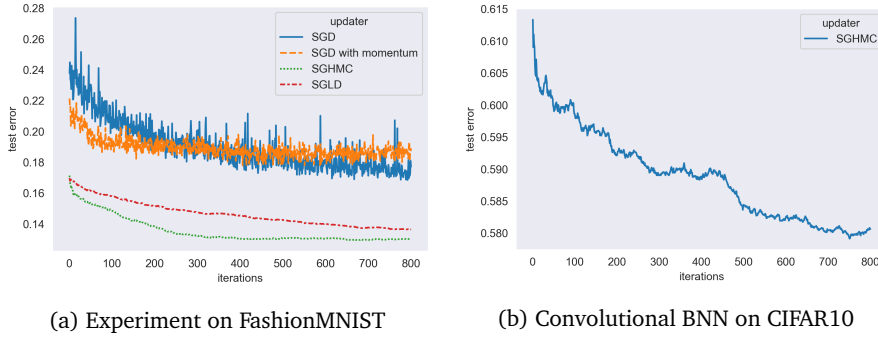 updater
SGD
SGD with momentum
SGHMC
SGLD
0.28
0.26
0.24
0.22
0.20
0.18
0.16
0.14
test error
0 100 200 300 400 500 600 700 800
iterations
(a) Experiment on FashionMNIST
updater
SGHMC
0.615
0.610
0.605
0.600
0.595
0.590
0.585
0.580
test error
0 100 200 300 400 500 600 700 800
iterations
(b) Convolutional BNN on CIFAR10